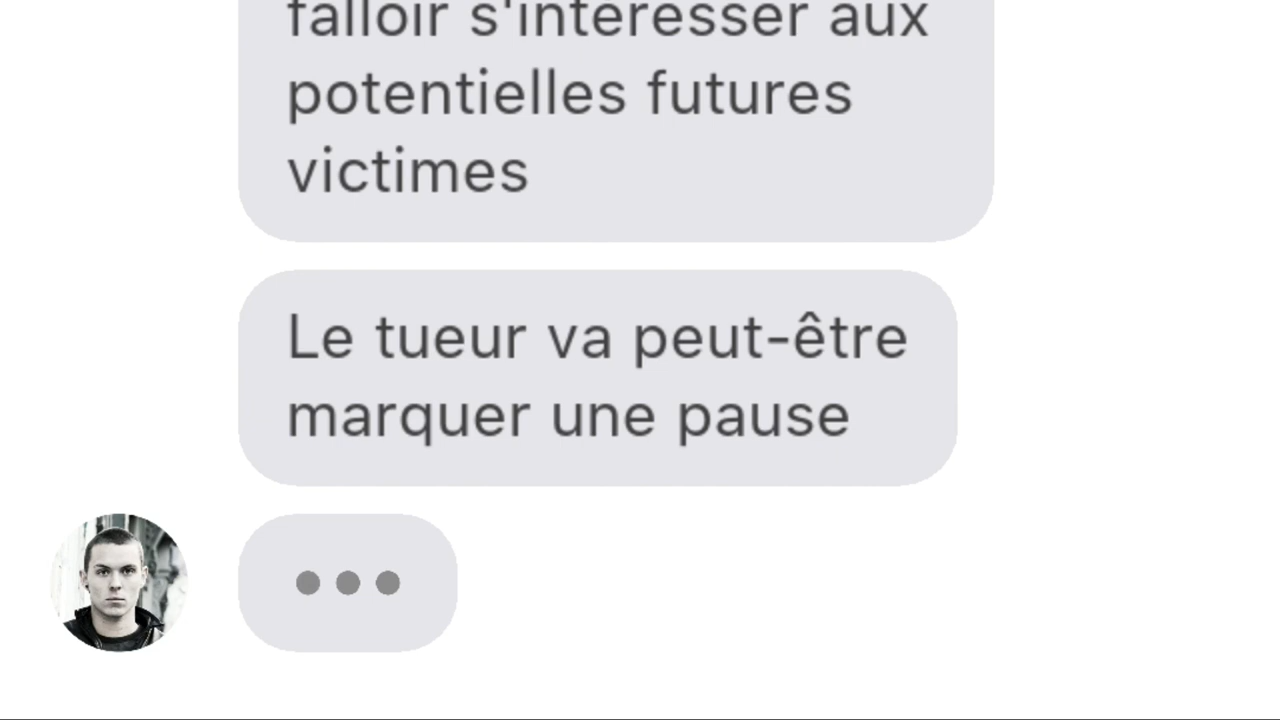 falloir s'intéresser aux
potentielles futures
victimes
Le tueur va peut-être
marquer une pause